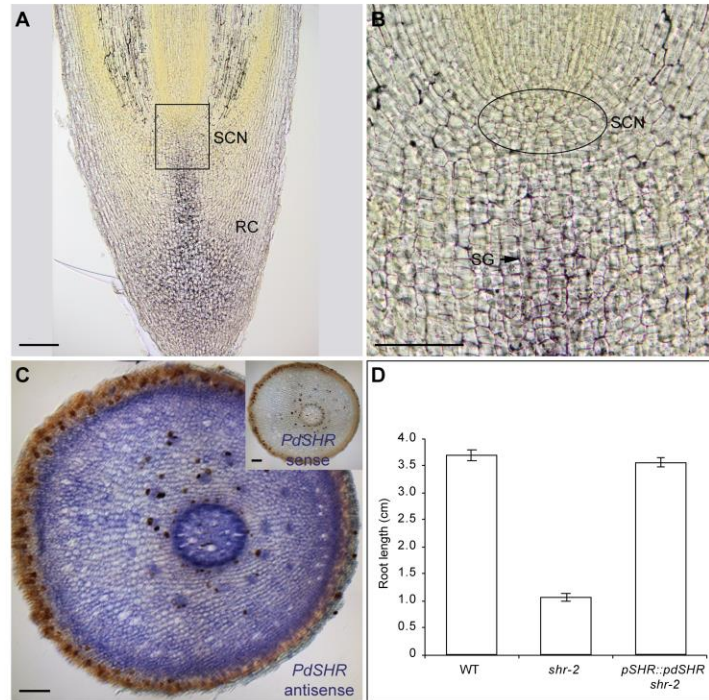 A
SCN
RC
B
SCN
SG
C
PdSHR
sense
PdSHR
antisense
D
4.0
3.5
3.0
2.5
2.0
1.5
1.0
0.5
0
Root length (cm)
WT
shr-2
pSHR::pdSHR
shr-2